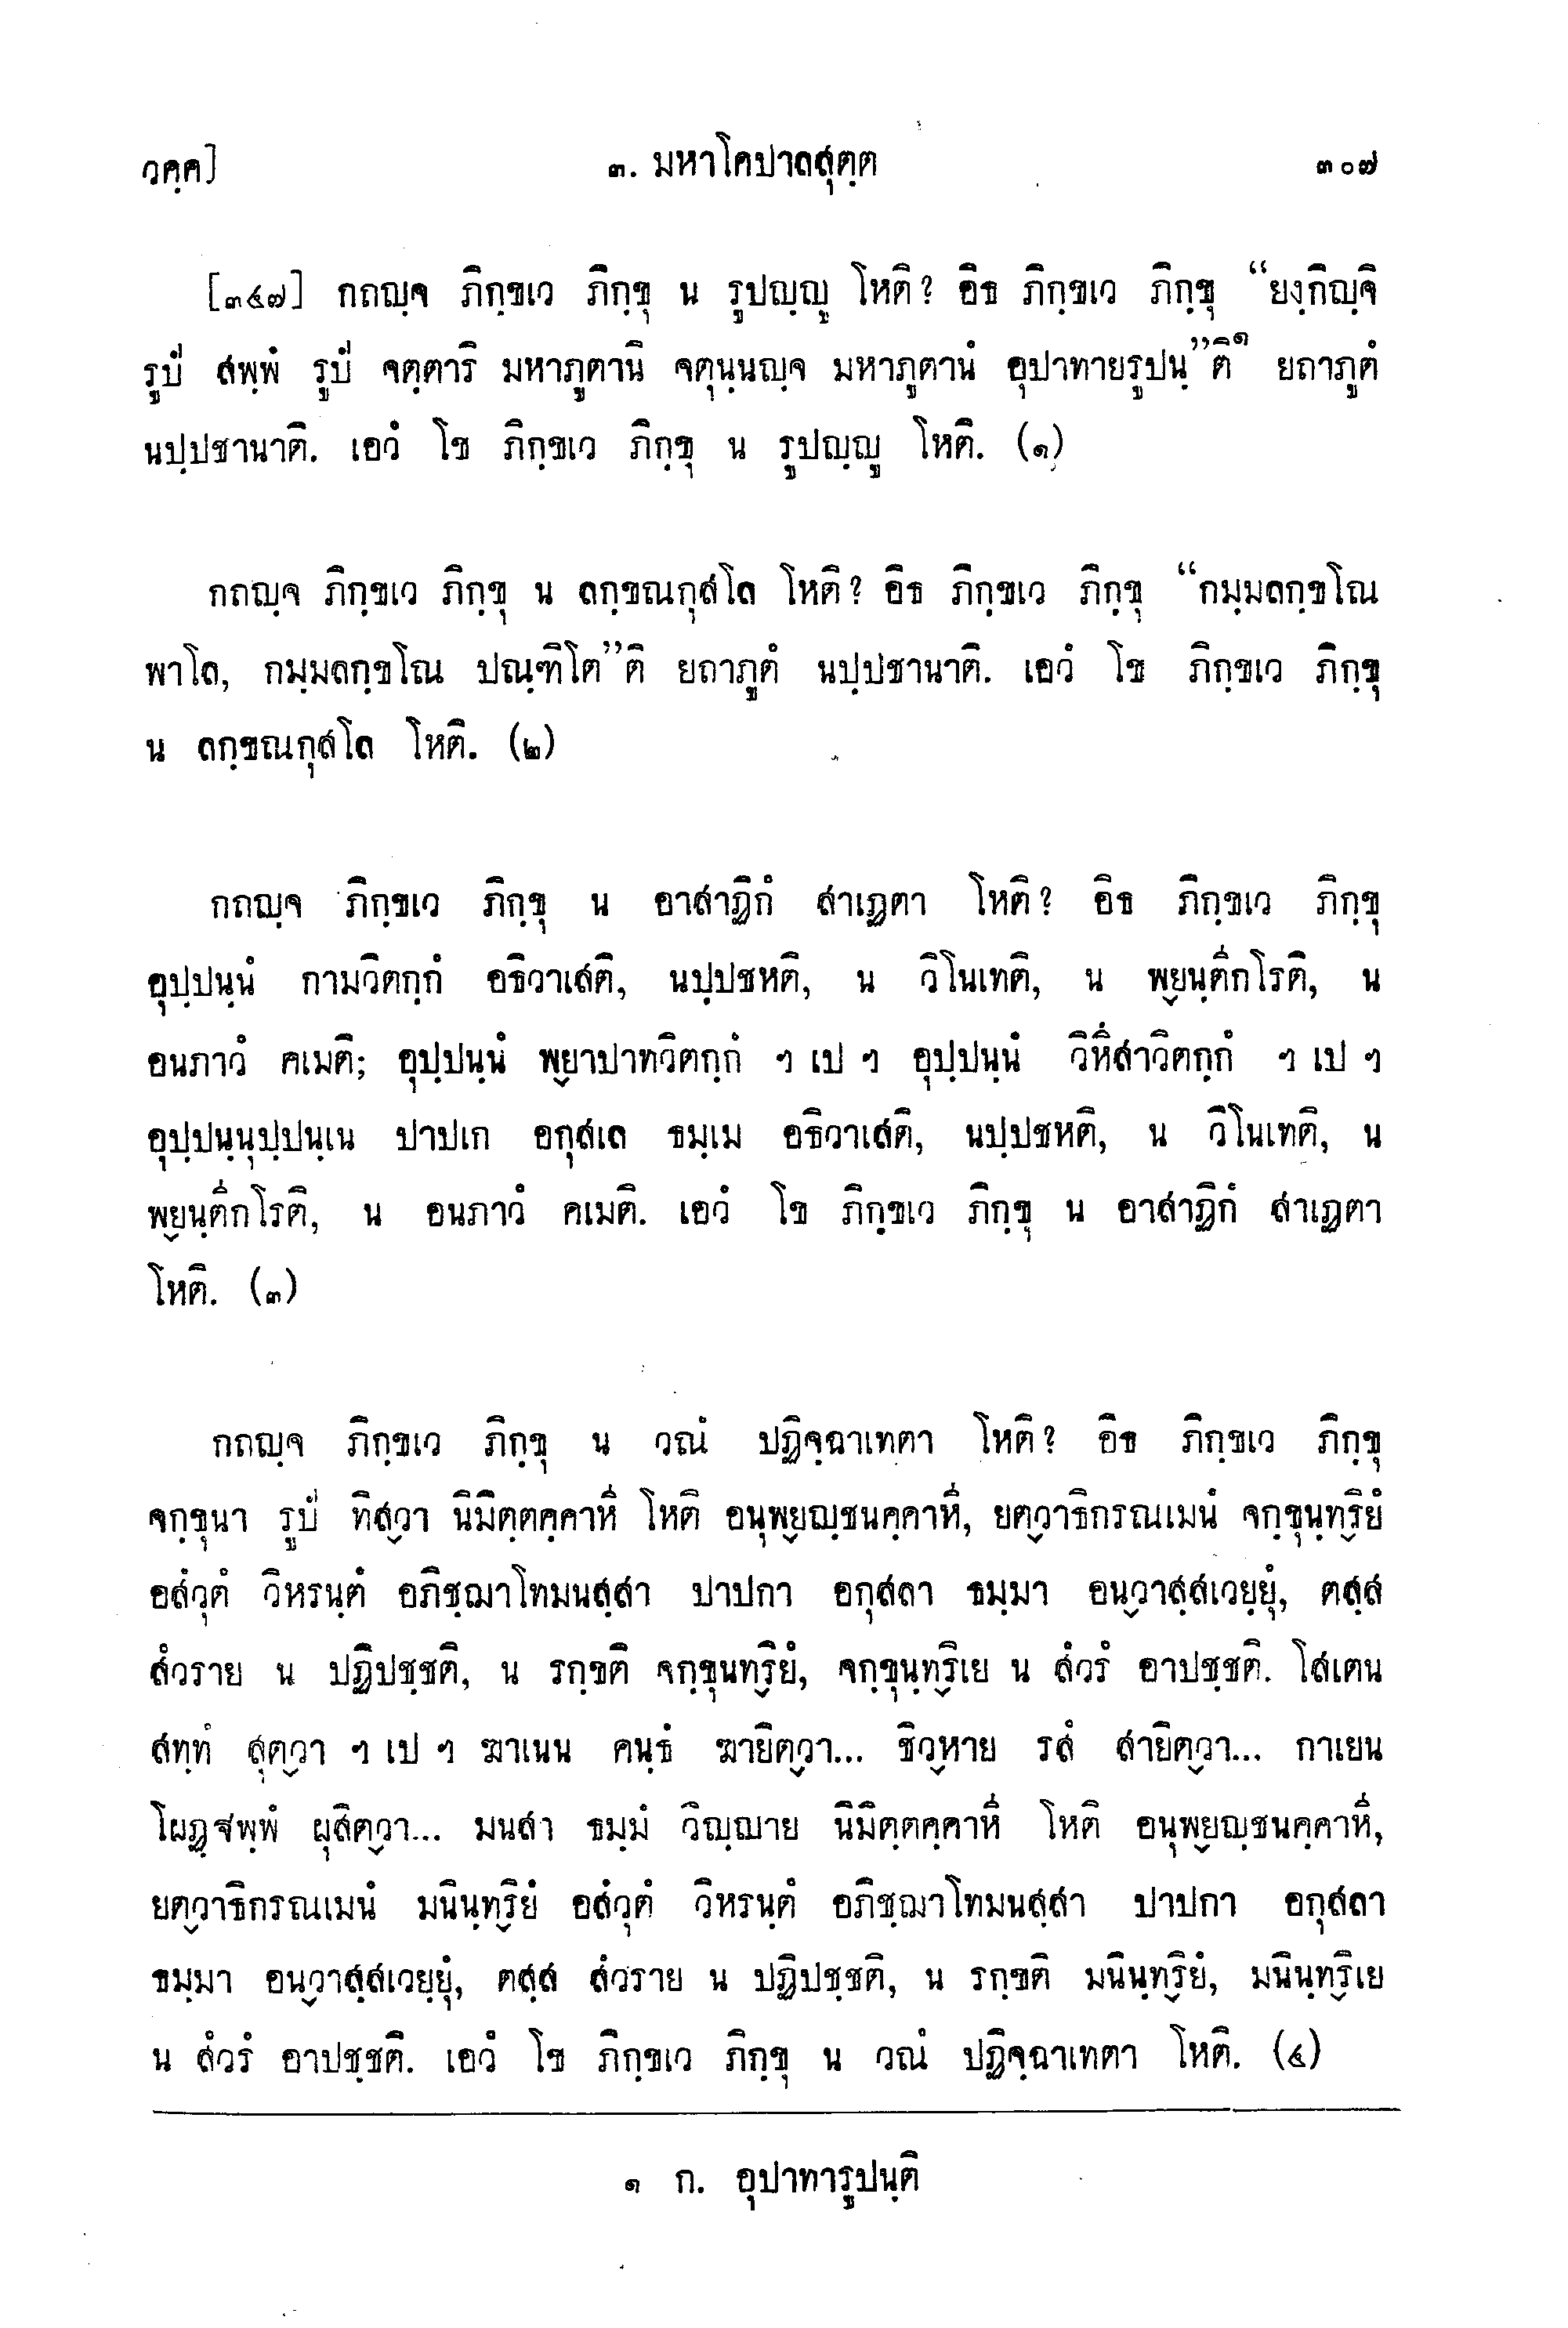 วคฺค] ๓. มหาโคปาลสุตฺต ๓๐๗
[๓๔๗] กถญฺจ ภิกฺขเว ภิกฺขุ น รูปญฺญู โหติ? อิธ ภิกฺขเว ภิกฺขุ “ยงฺกิญฺจิ
รูปํ สพฺพํ รูปํ จตฺตาริ มหาภูตานิ จตุนฺนญฺจ มหาภูตานํ อุปาทายรูปนฺ”ติ๑ ยถาภูตํ
นปฺปชานาติ. เอวํ โข ภิกฺขเว ภิกฺขุ น รูปญฺญู โหติ. (๑)
กถญฺจ ภิกฺขเว ภิกฺขุ น ลกฺขณกุสโล โหติ? อิธ ภิกฺขเว ภิกฺขุ “กมฺมลกฺขโณ
พาโล, กมฺมลกฺขโณ ปณฺฑิโต”ติ ยถาภูตํ นปฺปชานาติ. เอวํ โข ภิกฺขเว ภิกฺขุ
น ลกฺขณกุสโล โหติ. (๒)
กถญฺจ ภิกฺขเว ภิกฺขุ น อาสาฏิกํ สาเฏตา โหติ? อิธ ภิกฺขเว ภิกฺขุ
อุปฺปนฺนํ กามวิตกฺกํ อธิวาเสติ, นปฺปชหติ, น วิโนเทติ, น พฺยนฺตึกโรติ, น
อนภาวํ คเมติ; อุปฺปนฺนํ พฺยาปาทวิตกฺกํ ฯ เป ฯ อุปฺปนฺนํ วิหึสาวิตกฺกํ ฯ เป ฯ
อุปฺปนฺนุปฺปนฺเน ปาปเก อกุสเล ธมฺเม อธิวาเสติ, นปฺปชหติ, น วิโนเทติ, น
พฺยนฺตึกโรติ, น อนภาวํ คเมติ. เอวํ โข ภิกฺขเว ภิกฺขุ น อาสาฏิกํ สาเฏตา
โหติ. (๓)
กถญฺจ ภิกฺขเว ภิกฺขุ น วณํ ปฏิจฺฉาเทตา โหติ? อิธ ภิกฺขเว ภิกฺขุ
จกฺขุนา รูปํ ทิสฺวา นิมิตฺตคฺคาหี โหติ อนุพฺยญฺชนคฺคาหี, ยตฺวาธิกรณเมนํ จกฺขุนฺทฺริยํ
อสํวุตํ วิหรนฺตํ อภิชฺฌาโทมนสฺสา ปาปกา อกุสลา ธมฺมา อนฺวาสฺสเวยฺยุํ, ตสฺส
สํวราย น ปฏิปชฺชติ, น รกฺขติ จกฺขุนทฺริยํ, จกฺขุนฺทฺริเย น สํวรํ อาปชฺชติ. โสเตน
สทฺทํ สุตฺวา ฯ เป ฯ ฆาเนน คนฺธํ ฆายิตฺวา... ชิวฺหาย รสํ สายิตฺวา... กาเยน
โผฏฺฐพฺพํ ผุสิตฺวา... มนสา ธมฺมํ วิญฺญาย นิมิตฺตคฺคาหี โหติ อนุพฺยญฺชนคฺคาหี,
ยตฺวาธิกรณเมนํ มนินฺทฺริยํ อสํวุตํ วิหรนฺตํ อภิชฺฌาโทมนสฺสา ปาปกา อกุสลา
ธมฺมา อนฺวาสฺสเวยฺยุํ, ตสฺส สํวราย น ปฏิปชฺชติ, น รกฺขติ มนินฺทฺริยํ, มนินฺทฺริเย
น สํวรํ อาปชฺชติ. เอวํ โข ภิกฺขเว ภิกฺขุ น วณํ ปฏิจฺฉาเทตา โหติ. (๔)
๑ ก. อุปาทารูปนฺติ